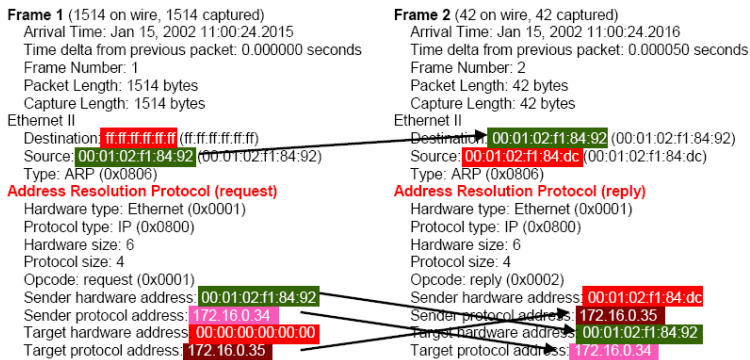 Frame 1 (1514 on wire, 1514 captured)
Arrival Time: Jan 15, 2002 11:00:24.2015
Time delta from previous packet: 0.000000 seconds
Frame Number: 1
Packet Length: 1514 bytes
Capture Length: 1514 bytes
Ethernet II
Destination: ff:ff:ff:ff:ff:ff (ff:ff:ff:ff:ff:ff)
Source: 00:01:02:f1:84:92 (00:01:02:f1:84:92)
Type: ARP (0x0806)
Address Resolution Protocol (request)
Hardware type: Ethernet (0x0001)
Protocol type: IP (0x0800)
Hardware size: 6
Protocol size: 4
Opcode: request (0x0001)
Sender hardware address: 00:01:02:f1:84:92
Sender protocol address: 172.16.0.34
Target hardware address: 00:00:00:00:00:00
Target protocol address: 172.16.0.35
Frame 2 (42 on wire, 42 captured)
Arrival Time: Jan 15, 2002 11:00:24.2016
Time delta from previous packet: 0.000050 seconds
Frame Number: 2
Packet Length: 42 bytes
Capture Length: 42 bytes
Ethernet II
Destination: 00:01:02:f1:84:92 (00:01:02:f1:84:92)
Source: 00:01:02:f1:84:dc (00:01:02:f1:84:dc)
Type: ARP (0x0806)
Address Resolution Protocol (reply)
Hardware type: Ethernet (0x0001)
Protocol type: IP (0x0800)
Hardware size: 6
Protocol size: 4
Opcode: reply (0x0002)
Sender hardware address: 00:01:02:f1:84:dc
Sender protocol address: 172.16.0.35
Target hardware address: 00:01:02:f1:84:92
Target protocol address: 172.16.0.34